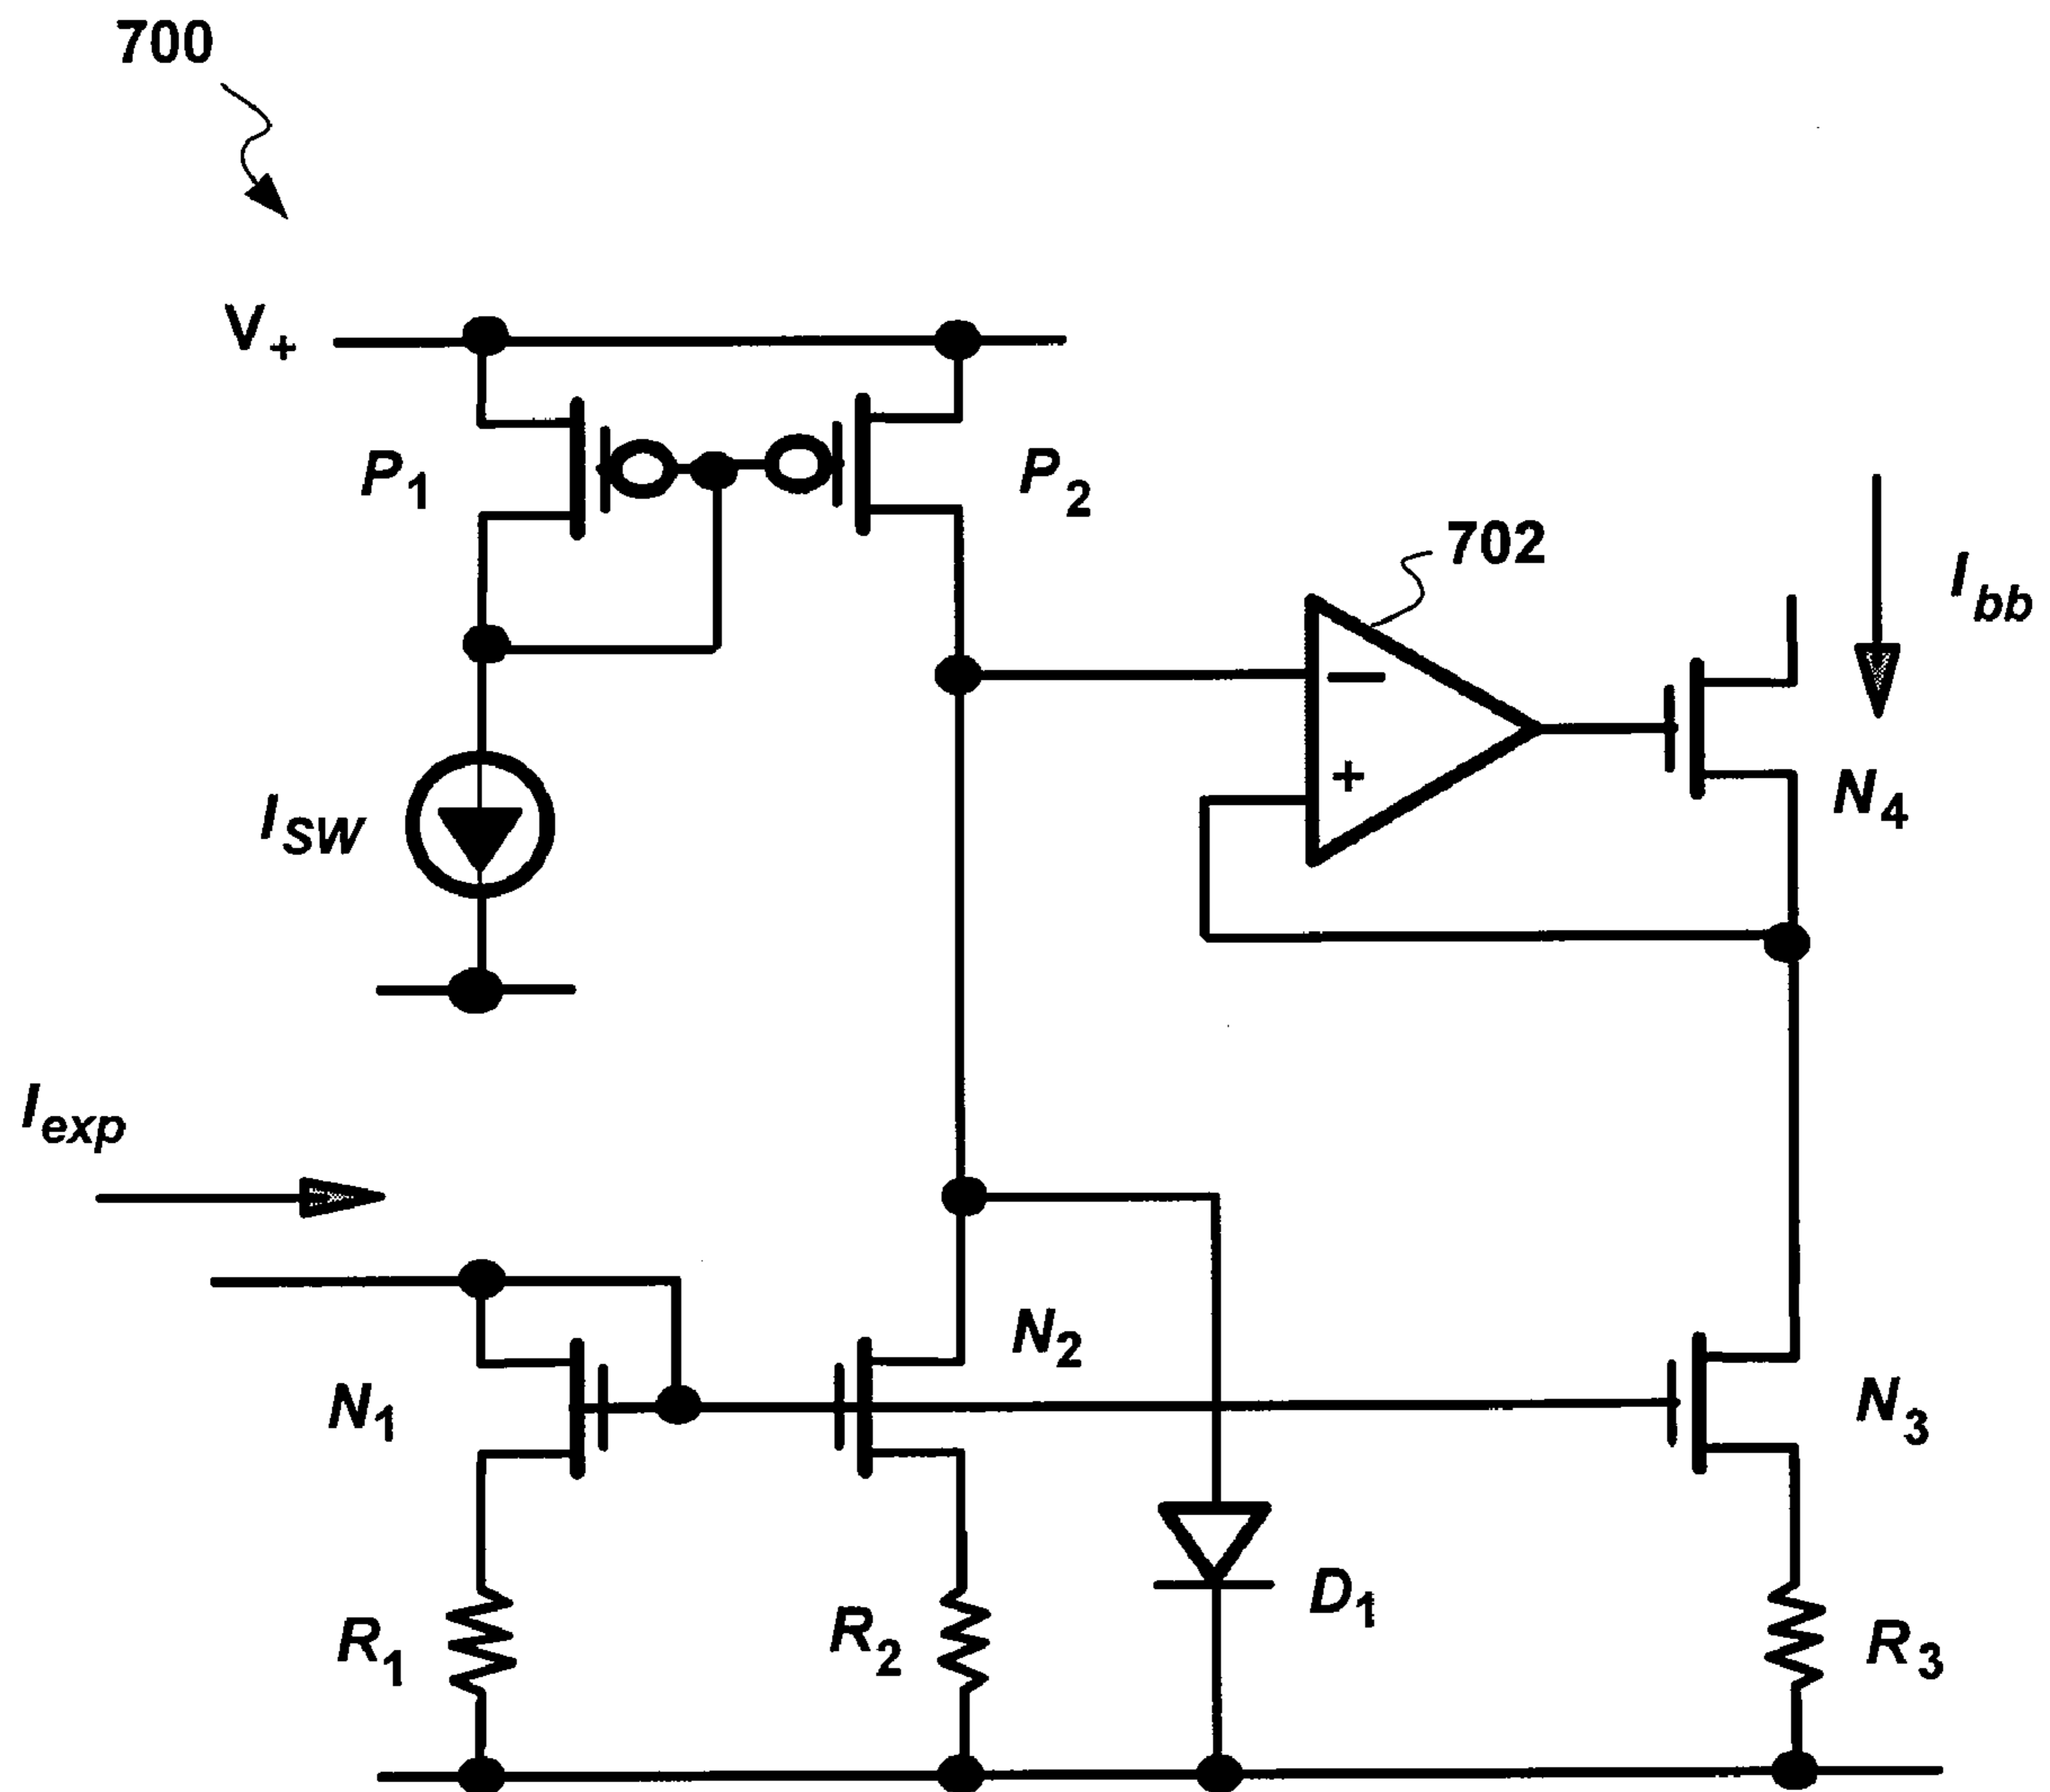 700
V+
P1
P2
702
Ibb
−
+
N4
ISW
Iexp
N2
N1
N3
D1
R1
R2
R3